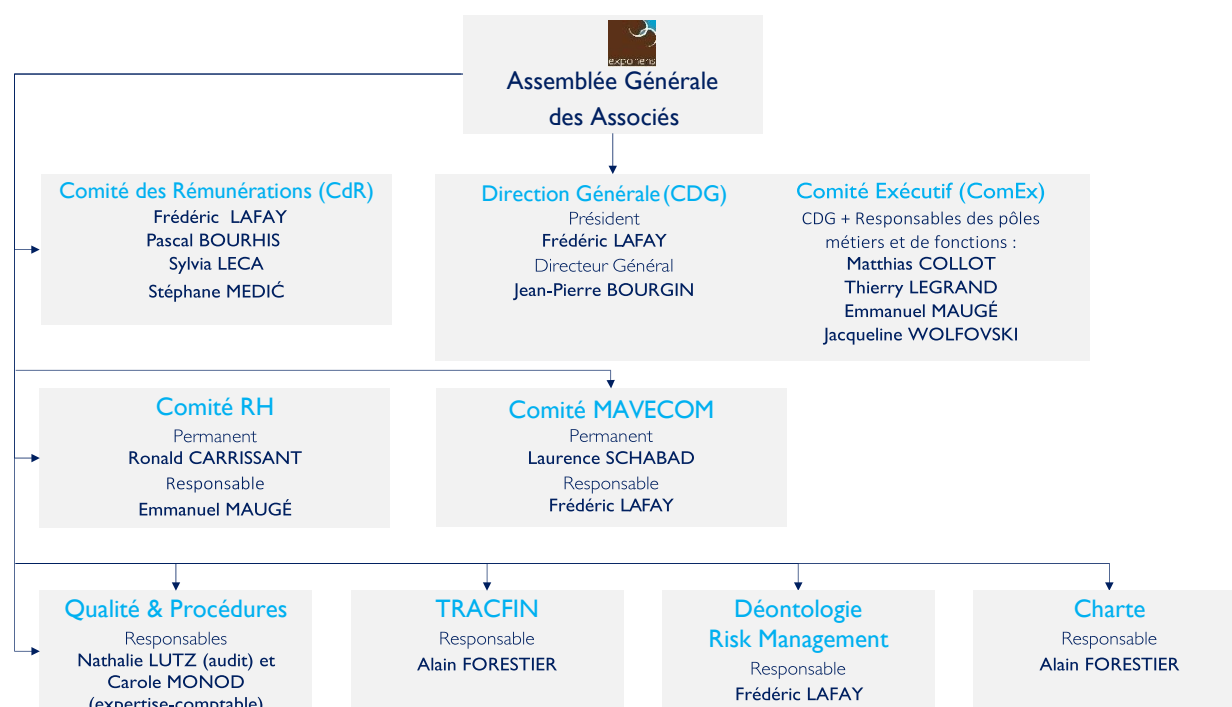 exponens
Assemblée Générale
des Associés
Comité des Rémunérations (CdR)
Frédéric LAFAY
Pascal BOURHIS
Sylvia LECA
Stéphane MEDIĆ
Direction Générale (CDG)
Président
Frédéric LAFAY
Directeur Général
Jean-Pierre BOURGIN
Comité Exécutif (ComEx)
CDG + Responsables des pôles
métiers et de fonctions :
Matthias COLLOT
Thierry LEGRAND
Emmanuel MAUGÉ
Jacqueline WOLFOVSKI
Comité RH
Permanent
Ronald CARRISSANT
Responsable
Emmanuel MAUGÉ
Comité MAVECOM
Permanent
Laurence SCHABAD
Responsable
Frédéric LAFAY
Qualité & Procédures
Responsables
Nathalie LUTZ (audit) et
Carole MONOD
(expertise-comptable)
TRACFIN
Responsable
Alain FORESTIER
Déontologie
Risk Management
Responsable
Frédéric LAFAY
Charte
Responsable
Alain FORESTIER